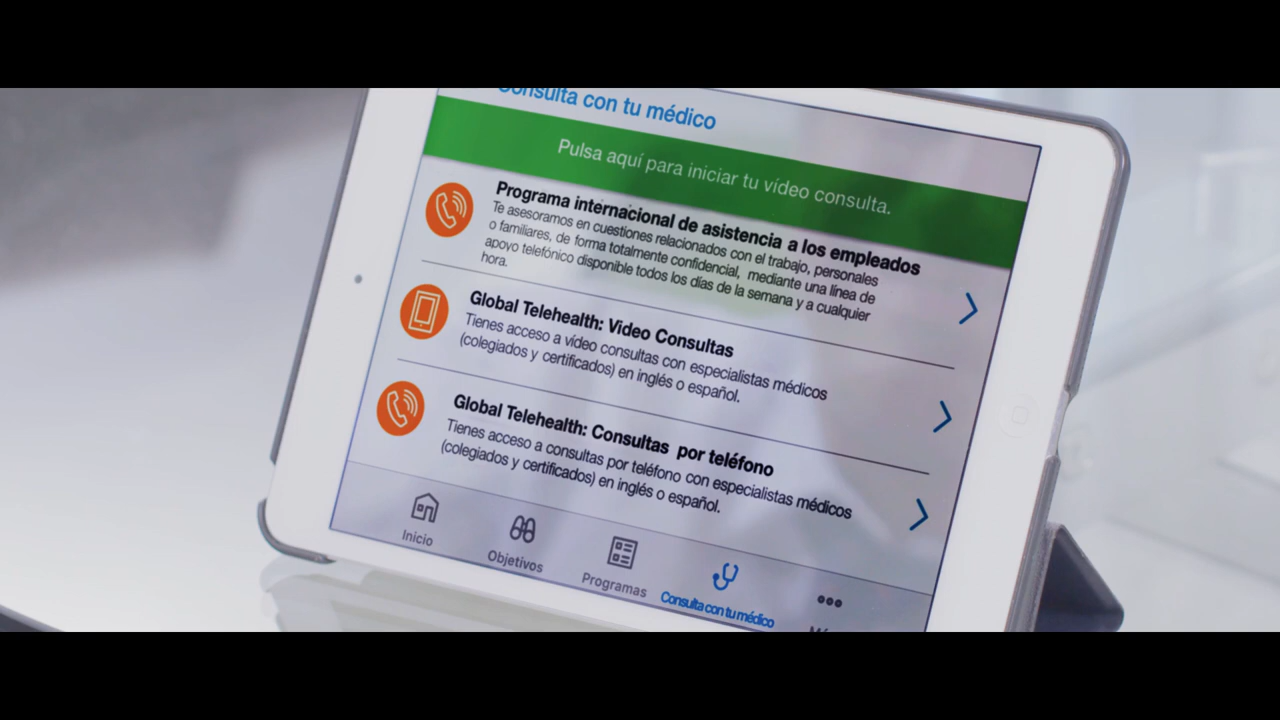 Consulta con tu médico
Pulsa aquí para iniciar tu vídeo consulta.
Programa internacional de asistencia a los empleados
Te asesoramos en cuestiones relacionados con el trabajo, personales
o familiares, de forma totalmente confidencial, mediante una línea de
apoyo telefónico disponible todos los días de la semana y a cualquier
hora.
Global Telehealth: Video Consultas
Tienes acceso a vídeo consultas con especialistas médicos
(colegiados y certificados) en inglés o español.
Global Telehealth: Consultas por teléfono
Tienes acceso a consultas por teléfono con especialistas médicos
(colegiados y certificados) en inglés o español.
Inicio
Objetivos
Programas
Consulta con tu médico